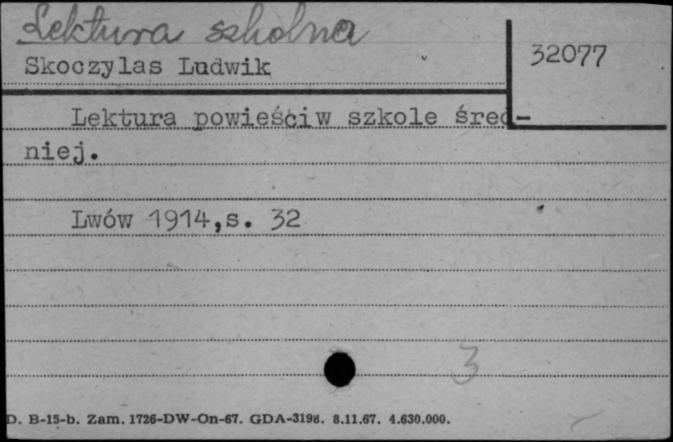 Lektura szkolna
Skoczylas Ludwik
32077
Lektura powieści w szkole śred-
niej.
Lwów 1914,s. 32
3
D. B-15-b. Zam. 1726-DW-On-67. GDA-3198. 8.11.67. 4.630.000.